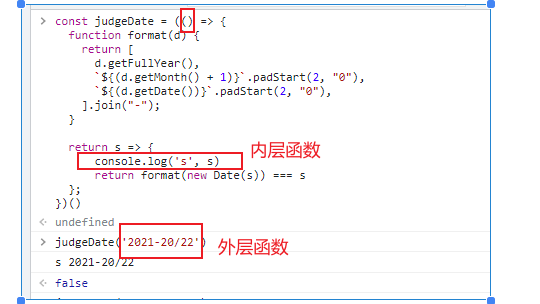 > const judgeDate = (() => {
function format(d) {
return [
d.getFullYear(),
`${(d.getMonth() + 1)}`.padStart(2, "0"),
`${(d.getDate())}`.padStart(2, "0"),
].join("-");
}
return s => {
console.log('s', s) 内层函数
return format(new Date(s)) === s
};
})()
undefined
> judgeDate('2021-20/22') 外层函数
s 2021-20/22
false